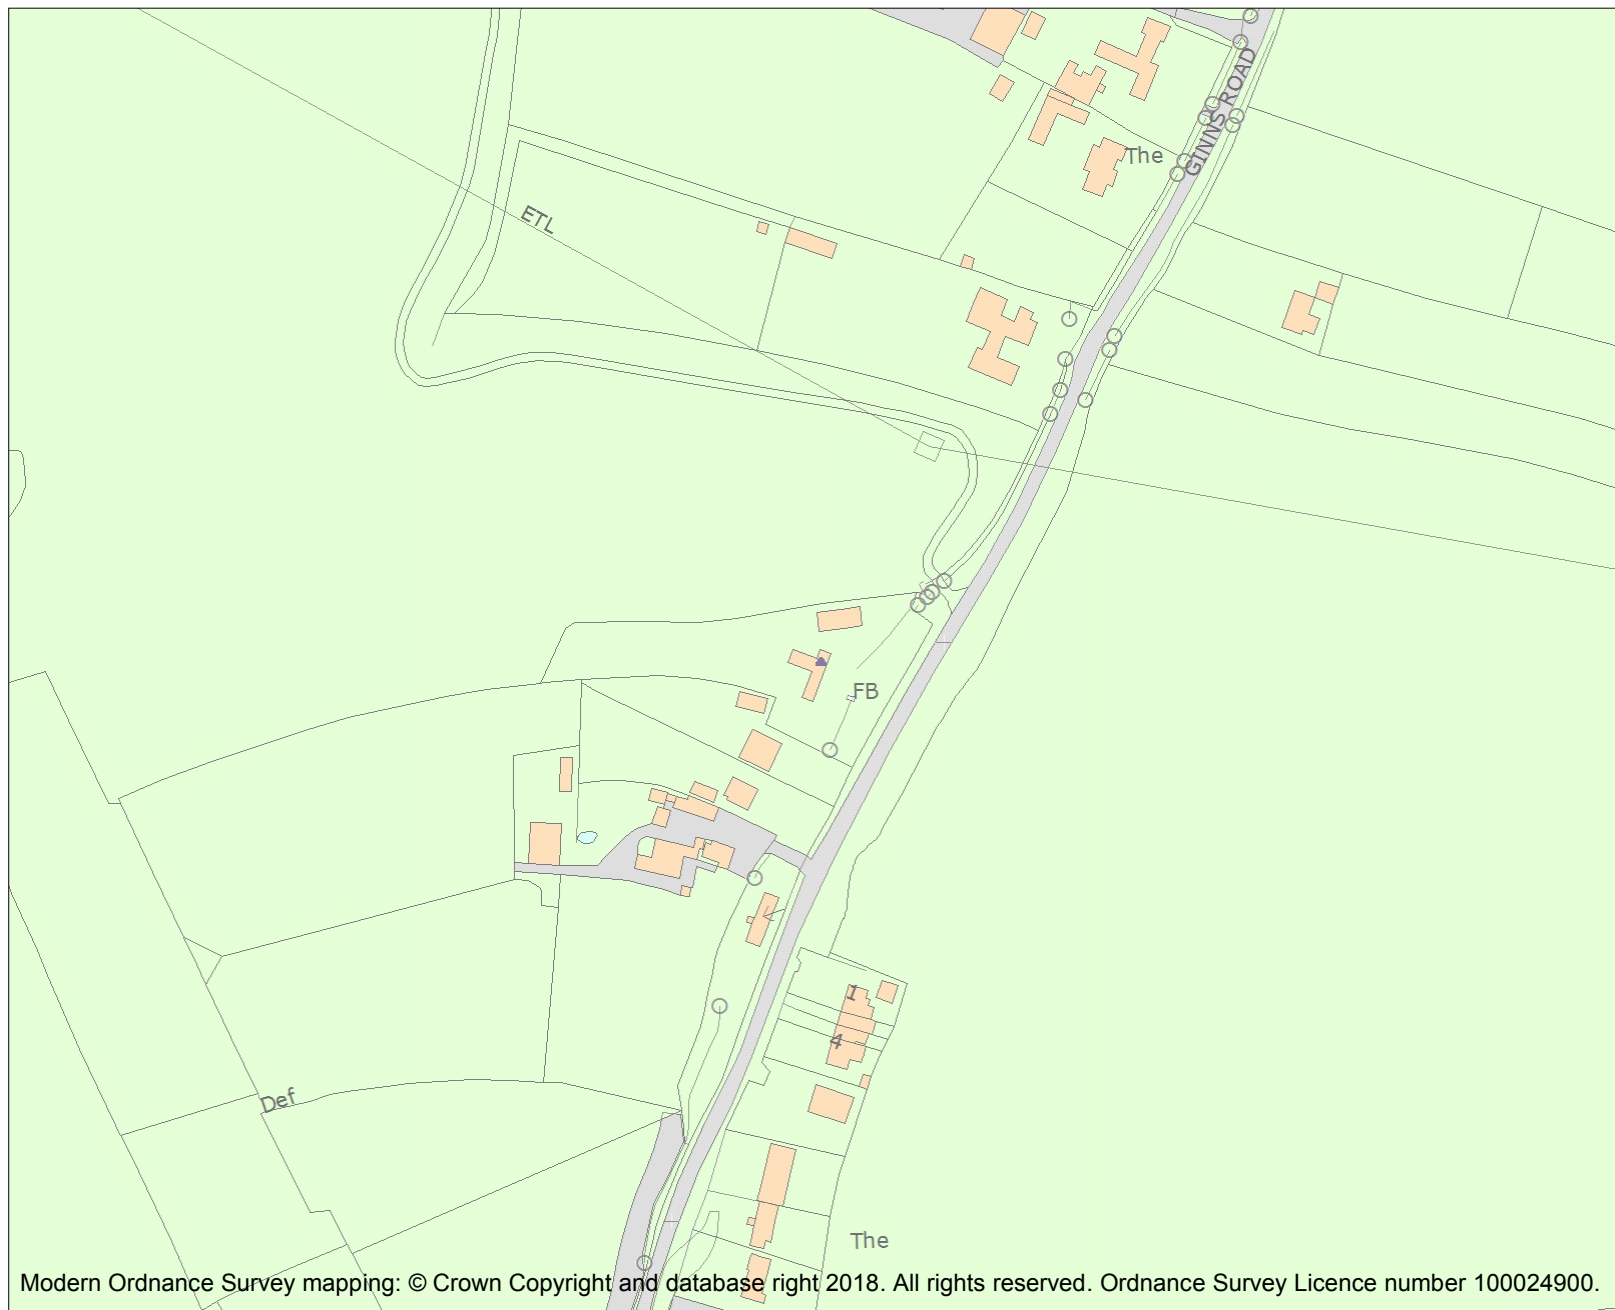 GINNS ROAD
The
ETL
FB
1
4
Def
The
Modern Ordnance Survey mapping: © Crown Copyright and database right 2018. All rights reserved. Ordnance Survey Licence number 100024900.